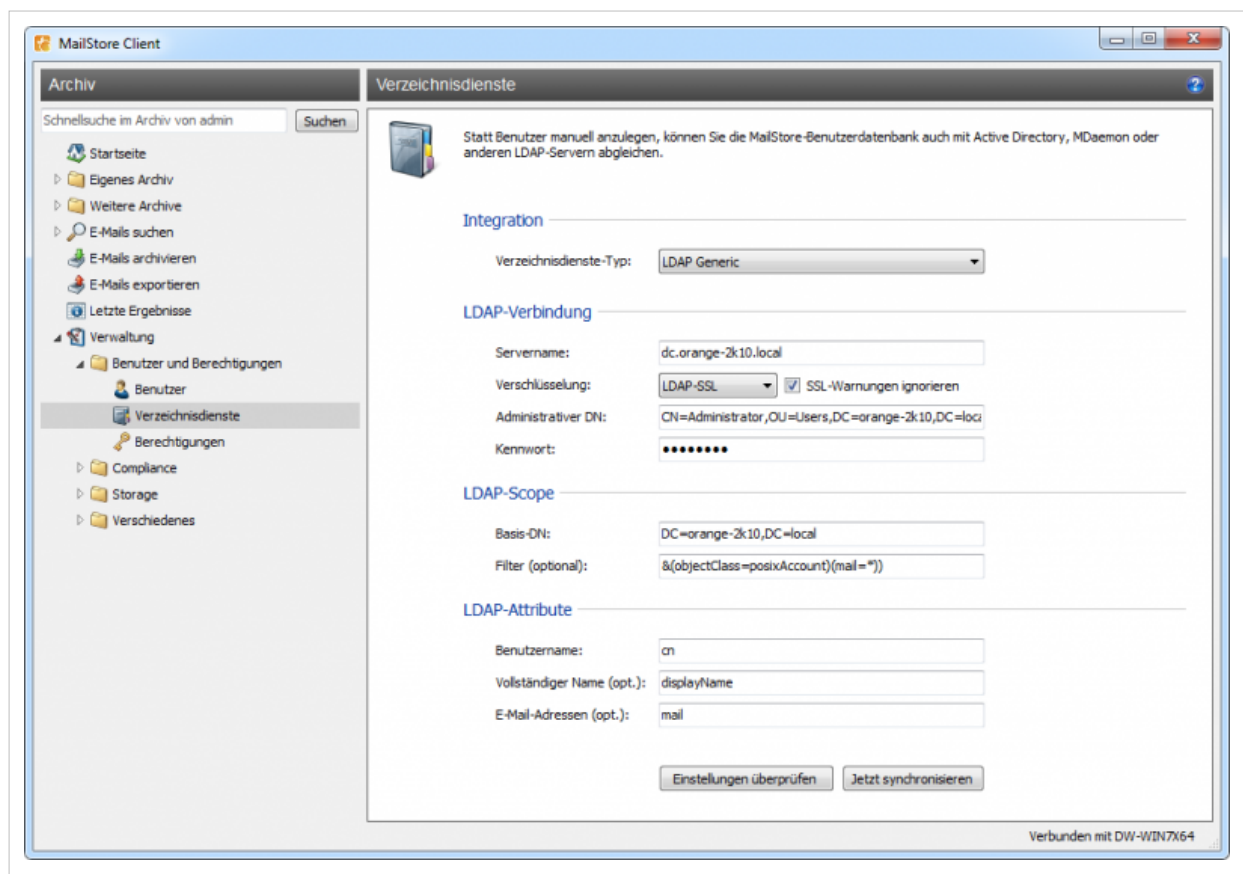 MailStore Client
Archiv
Verzeichnisdienste
?
Schnellsuche im Archiv von admin
Suchen
Startseite
Eigenes Archiv
Weitere Archive
E-Mails suchen
E-Mails archivieren
E-Mails exportieren
Letzte Ergebnisse
Verwaltung
Benutzer und Berechtigungen
Benutzer
Verzeichnisdienste
Berechtigungen
Compliance
Storage
Verschiedenes
Statt Benutzer manuell anzulegen, können Sie die MailStore-Benutzerdatenbank auch mit Active Directory, MDaemon oder
anderen LDAP-Servern abgleichen.
Integration
Verzeichnisdienste-Typ: LDAP Generic
LDAP-Verbindung
Servername: dc.orange-2k10.local
Verschlüsselung: LDAP-SSL SSL-Warnungen ignorieren
Administrativer DN: CN=Administrator,OU=Users,DC=orange-2k10,DC=loca
Kennwort: ●●●●●●●●
LDAP-Scope
Basis-DN: DC=orange-2k10,DC=local
Filter (optional): &(objectClass=posixAccount)(mail=*))
LDAP-Attribute
Benutzername: cn
Vollständiger Name (opt.): displayName
E-Mail-Adressen (opt.): mail
Einstellungen überprüfen Jetzt synchronisieren
Verbunden mit DW-WIN7X64